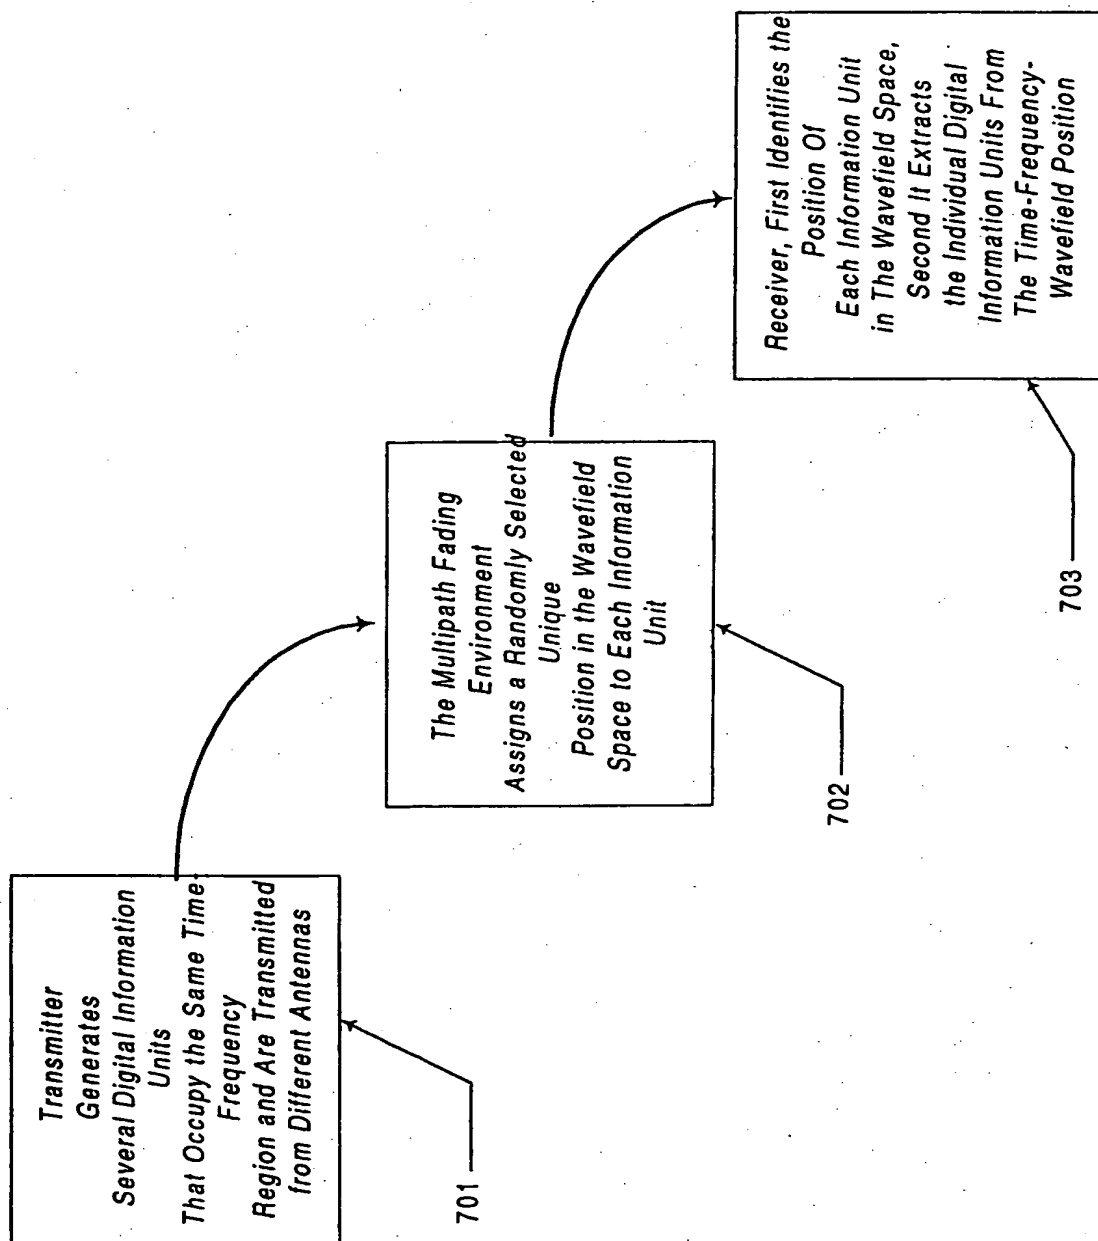 Transmitter
Generates
Several Digital Information
Units
That Occupy the Same Time-
Frequency
Region and Are Transmitted
from Different Antennas
701
The Multipath Fading
Environment
Assigns a Randomly Selected
Unique
Position in the Wavefield
Space to Each Information
Unit
702
Receiver, First Identifies the
Position Of
Each Information Unit
in The Wavefield Space,
Second It Extracts
the Individual Digital
Information Units From
The Time-Frequency-
Wavefield Position
703